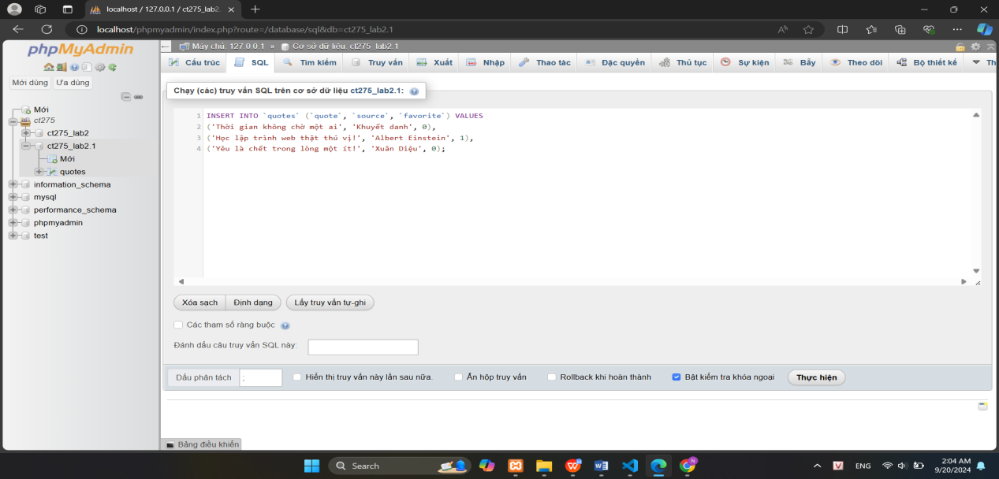 localhost / 127.0.0.1 / ct275_lab2.
localhost/phpmyadmin/index.php?route=/database/sql&db=ct275_lab2.1
phpMyAdmin
Mới dùng Ưa dùng
Mới
ct275
ct275_lab2
ct275_lab2.1
Mới
quotes
information_schema
mysql
performance_schema
phpmyadmin
test
Máy chủ: 127.0.0.1 » Cơ sở dữ liệu: ct275_lab2.1
Cấu trúc SQL Tìm kiếm Truy vấn Xuất Nhập Thao tác Đặc quyền Thủ tục Sự kiện Bẫy Theo dõi Bộ thiết kế Th
Chạy (các) truy vấn SQL trên cơ sở dữ liệu ct275_lab2.1:
1 INSERT INTO `quotes` (`quote`, `source`, `favorite`) VALUES
2 ('Thời gian không chờ một ai', 'Khuyết danh', 0),
3 ('Học lập trình web thật thú vị!', 'Albert Einstein', 1),
4 ('Yêu là chết trong lòng một ít!', 'Xuân Diệu', 0);
Xóa sạch Định dạng Lấy truy vấn tự-ghi
Các tham số ràng buộc
Đánh dấu câu truy vấn SQL này:
Dấu phân tách ; Hiển thị truy vấn này lần sau nữa. Ẩn hộp truy vấn Rollback khi hoàn thành Bật kiểm tra khóa ngoại Thực hiện
Bảng điều khiển
Search
ENG
2:04 AM
9/20/2024